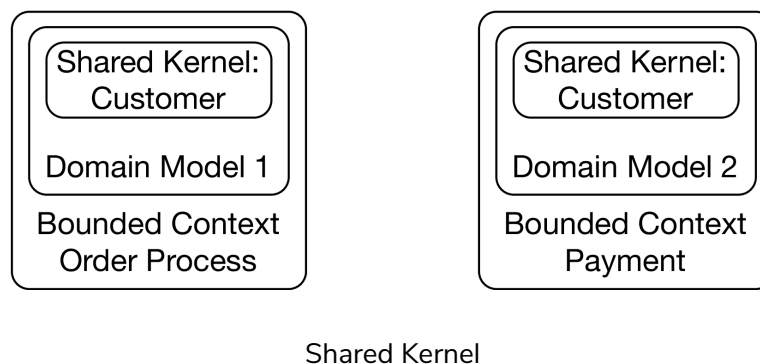 Shared Kernel:
Customer
Domain Model 1
Bounded Context
Order Process
Shared Kernel:
Customer
Domain Model 2
Bounded Context
Payment
Shared Kernel